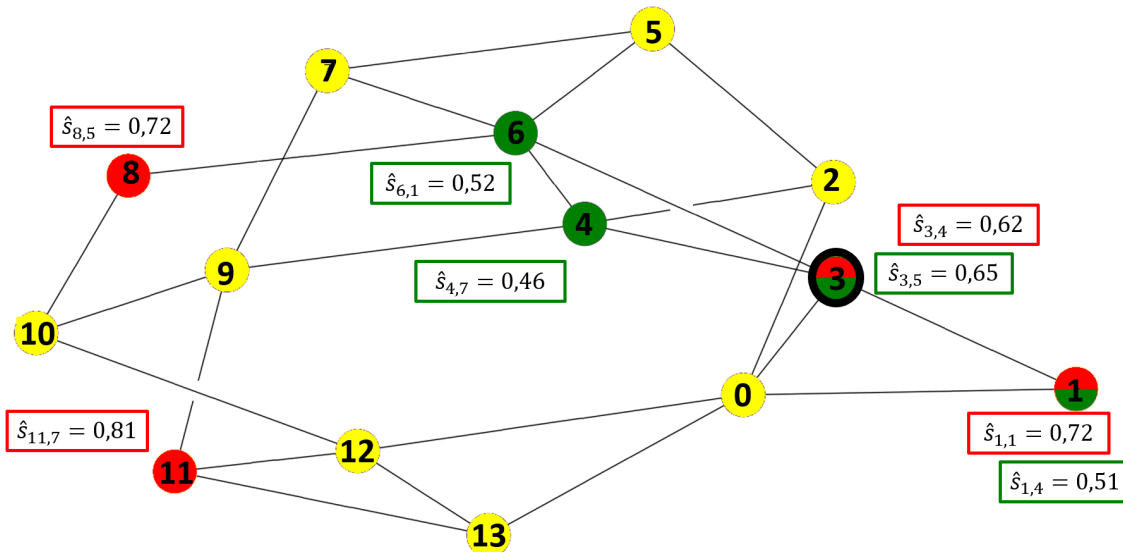 5
7
ŝ8,5 = 0,72
6
8
ŝ6,1 = 0,52
2
ŝ3,4 = 0,62
4
ŝ3,5 = 0,65
9
ŝ4,7 = 0,46
3
10
0
1
ŝ11,7 = 0,81
ŝ1,1 = 0,72
12
11
ŝ1,4 = 0,51
13